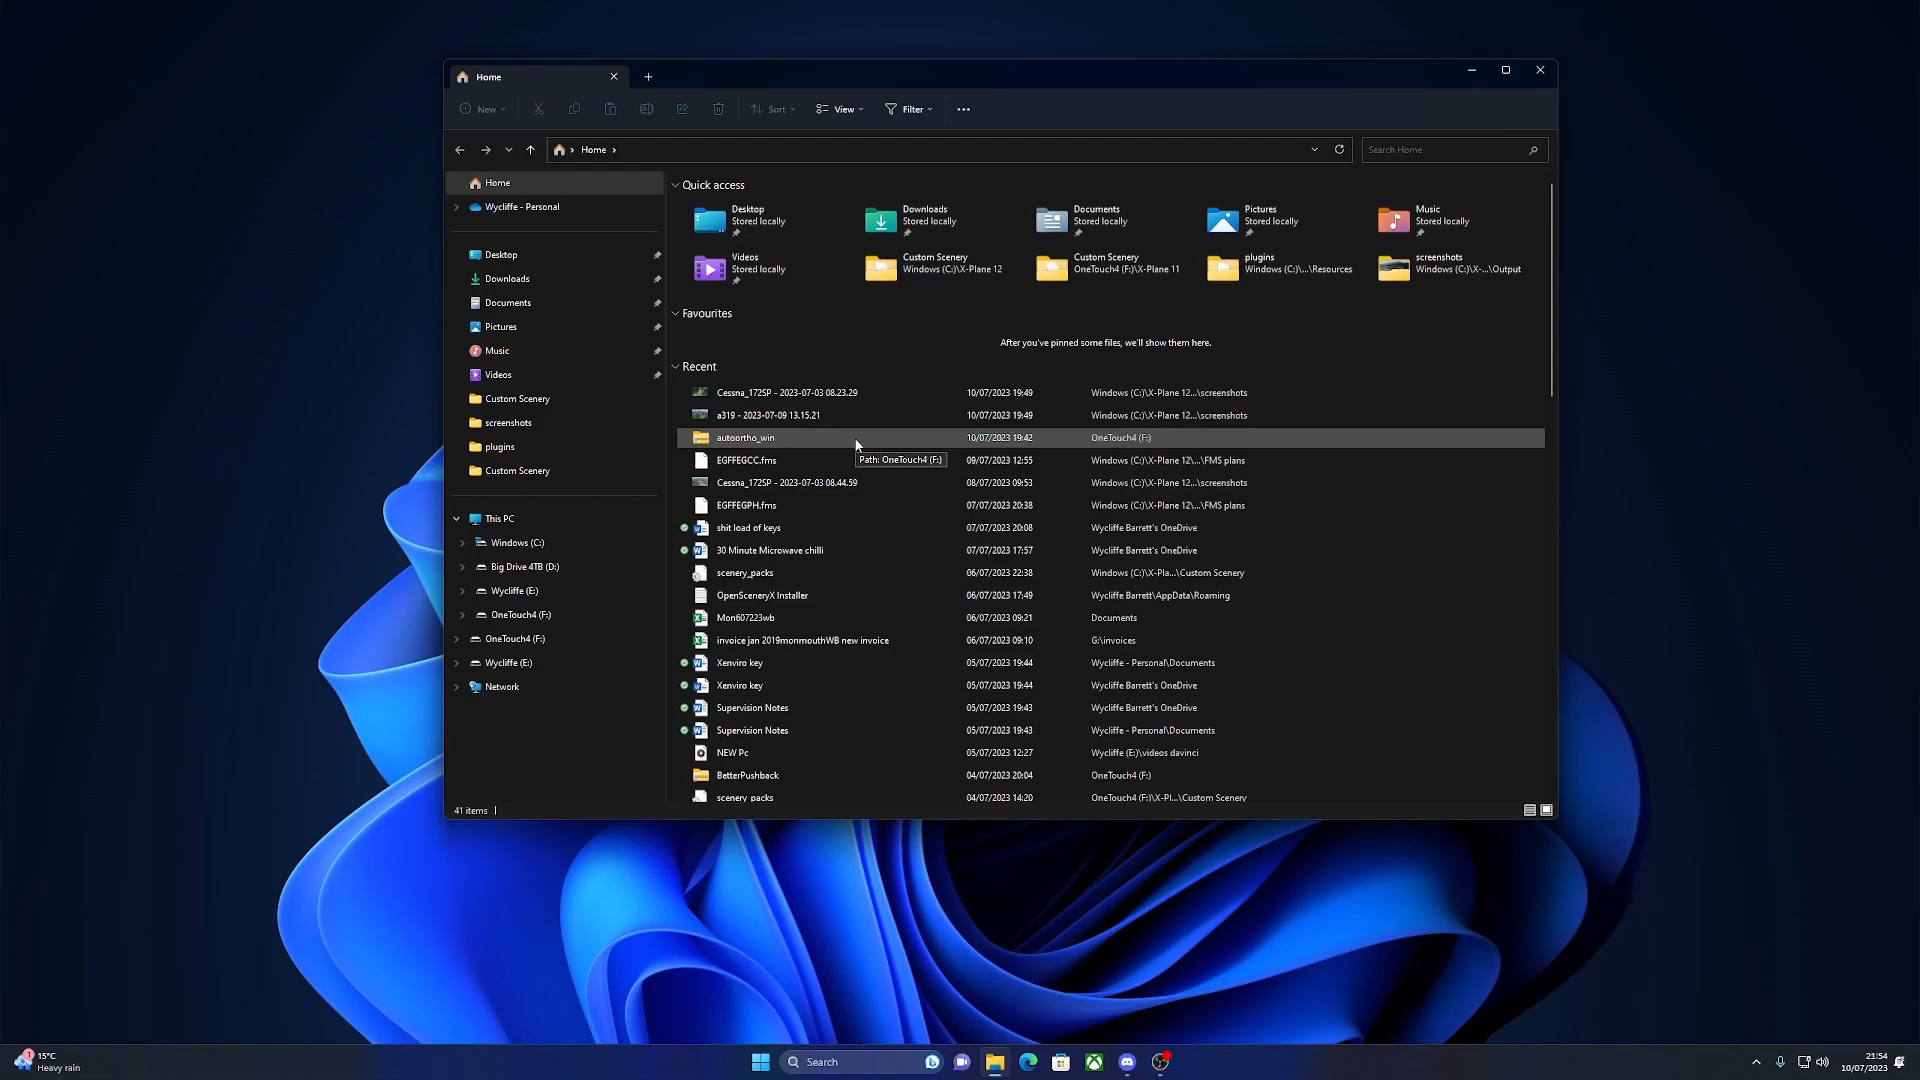 Home
New
Sort
View
Filter
Home
Search Home
Home
Wycliffe - Personal
Desktop
Downloads
Documents
Pictures
Music
Videos
Custom Scenery
screenshots
plugins
Custom Scenery
This PC
Windows (C:)
Big Drive 4TB (D:)
Wycliffe (E:)
OneTouch4 (F:)
OneTouch4 (F:)
Wycliffe (E:)
Network
Quick access
Desktop
Stored locally
Downloads
Stored locally
Documents
Stored locally
Pictures
Stored locally
Music
Stored locally
Videos
Stored locally
Custom Scenery
Windows (C:)\X-Plane 12
Custom Scenery
OneTouch4 (F:)\X-Plane 11
plugins
Windows (C:)\...\Resources
screenshots
Windows (C:)\X-...\Output
Favourites
After you've pinned some files, we'll show them here.
Recent
Cessna_172SP - 2023-07-03 08.23.29 10/07/2023 19:49 Windows (C:)\X-Plane 12...\screenshots
a319 - 2023-07-09 13.15.21 10/07/2023 19:49 Windows (C:)\X-Plane 12...\screenshots
autoortho_win 10/07/2023 19:42 OneTouch4 (F:)
Path: OneTouch4 (F:)
EGFFEGCC.fms 09/07/2023 12:55 Windows (C:)\X-Plane 12\...\FMS plans
Cessna_172SP - 2023-07-03 08.44.59 08/07/2023 09:53 Windows (C:)\X-Plane 12...\screenshots
EGFFEGPH.fms 07/07/2023 20:38 Windows (C:)\X-Plane 12\...\FMS plans
shit load of keys 07/07/2023 20:08 Wycliffe Barrett's OneDrive
30 Minute Microwave chilli 07/07/2023 17:57 Wycliffe Barrett's OneDrive
scenery_packs 06/07/2023 22:38 Windows (C:)\X-Pla...\Custom Scenery
OpenSceneryX Installer 06/07/2023 17:49 Wycliffe Barrett\AppData\Roaming
Mon607223wb 06/07/2023 09:21 Documents
invoice jan 2019monmouthWB new invoice 06/07/2023 09:10 G:\invoices
Xenviro key 05/07/2023 19:44 Wycliffe - Personal\Documents
Xenviro key 05/07/2023 19:44 Wycliffe Barrett's OneDrive
Supervision Notes 05/07/2023 19:43 Wycliffe Barrett's OneDrive
Supervision Notes 05/07/2023 19:43 Wycliffe - Personal\Documents
NEW Pc 05/07/2023 12:27 Wycliffe (E:)\videos davinci
BetterPushback 04/07/2023 20:04 OneTouch4 (F:)
scenery_packs 04/07/2023 14:20 OneTouch4 (F:)\X-Pl...\Custom Scenery
41 items
1
15°C
Heavy rain
Search
21:54
10/07/2023